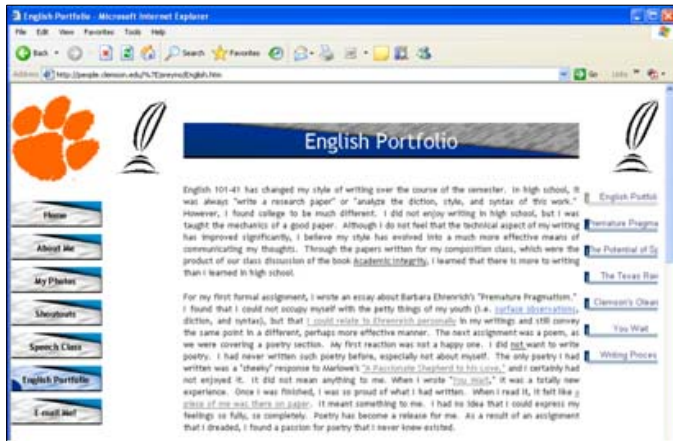 English Portfolio - Microsoft Internet Explorer
File Edit View Favorites Tools Help
Back Search Favorites
Address http://people.clemson.edu/%7Epreyno/English.htm Go Links
English Portfolio
Home
About Me
My Photos
Shoutouts
Speech Class
English Portfolio
E-mail Me!
English 101-41 has changed my style of writing over the course of the semester. In high school, it
was always "write a research paper" or "analyze the diction, style, and syntax of this work."
However, I found college to be much different. I did not enjoy writing in high school, but I was
taught the mechanics of a good paper. Although I do not feel that the technical aspect of my writing
has improved significantly, I believe my style has evolved into a much more effective means of
communicating my thoughts. Through the papers written for my composition class, which were the
product of our class discussion of the book Academic Integrity, I learned that there is more to writing
than I learned in high school.
For my first formal assignment, I wrote an essay about Barbara Ehrenrich's "Premature Pragmatism."
I found that I could not occupy myself with the petty things of my youth (i.e. surface observations,
diction, and syntax), but that I could relate to Ehrenreich personally in my writings and still convey
the same point in a different, perhaps more effective manner. The next assignment was a poem, as
we were covering a poetry section. My first reaction was not a happy one. I did not want to write
poetry. I had never written such poetry before, especially not about myself. The only poetry I had
written was a "cheeky" response to Marlowe's "A Passionate Shepherd to his Love," and I certainly had
not enjoyed it. It did not mean anything to me. When I wrote "You Wait," it was a totally new
experience. Once I was finished, I was so proud of what I had written. When I read it, it felt like a
piece of me was there on paper. It meant something to me. I had no idea that I could express my
feelings so fully, so completely. Poetry has become a release for me. As a result of an assignment
that I dreaded, I found a passion for poetry that I never knew existed.
English Portfoli
Premature Pragma
The Potential of Sp
The Texas Ran
Clemson's Olean
You Wait
Writing Proces